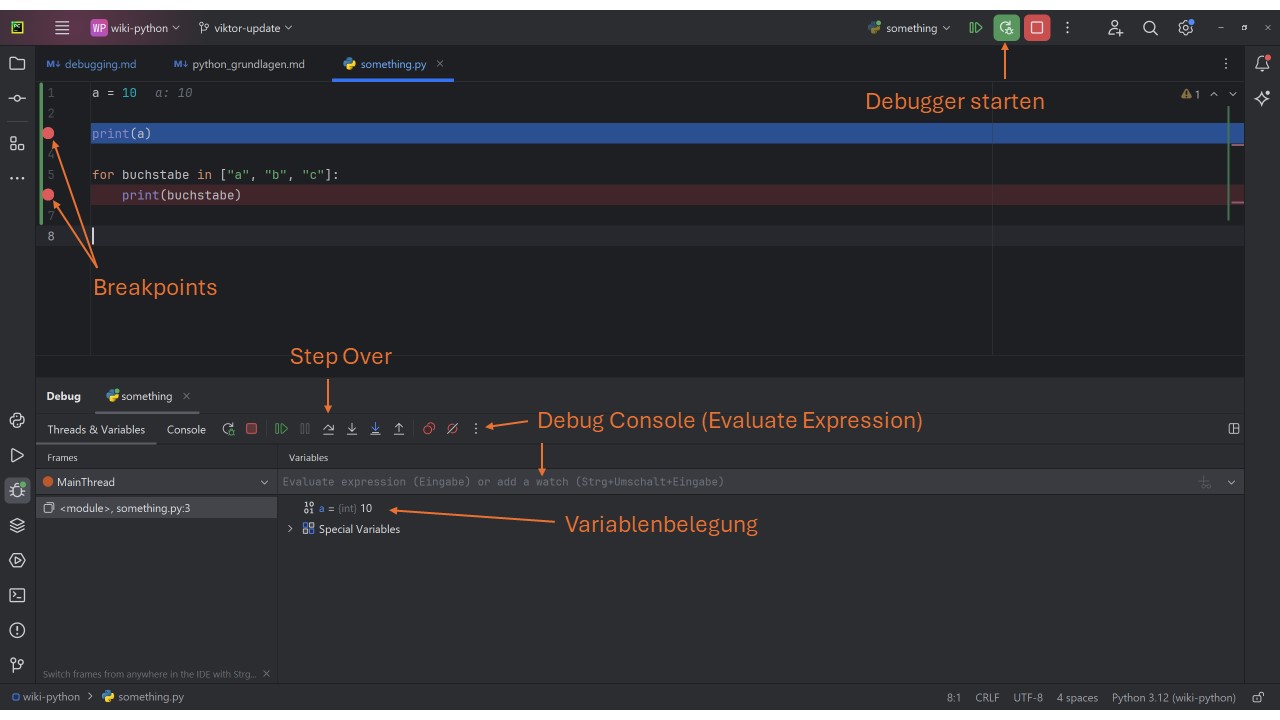 PC WP wiki-python viktor-update something
debugging.md python_grundlagen.md something.py
1 a = 10 a: 10 1
2
Debugger starten
print(a)
4
5 for buchstabe in ["a", "b", "c"]:
print(buchstabe)
7
8
Breakpoints
Step Over
Debug something
Debug Console (Evaluate Expression)
Threads & Variables Console
Frames Variables
MainThread Evaluate expression (Eingabe) or add a watch (Strg+Umschalt+Eingabe)
<module>, something.py:3 a = (int) 10
Variablenbelegung
Special Variables
Switch frames from anywhere in the IDE with Strg...
wiki-python > something.py 8:1 CRLF UTF-8 4 spaces Python 3.12 (wiki-python)